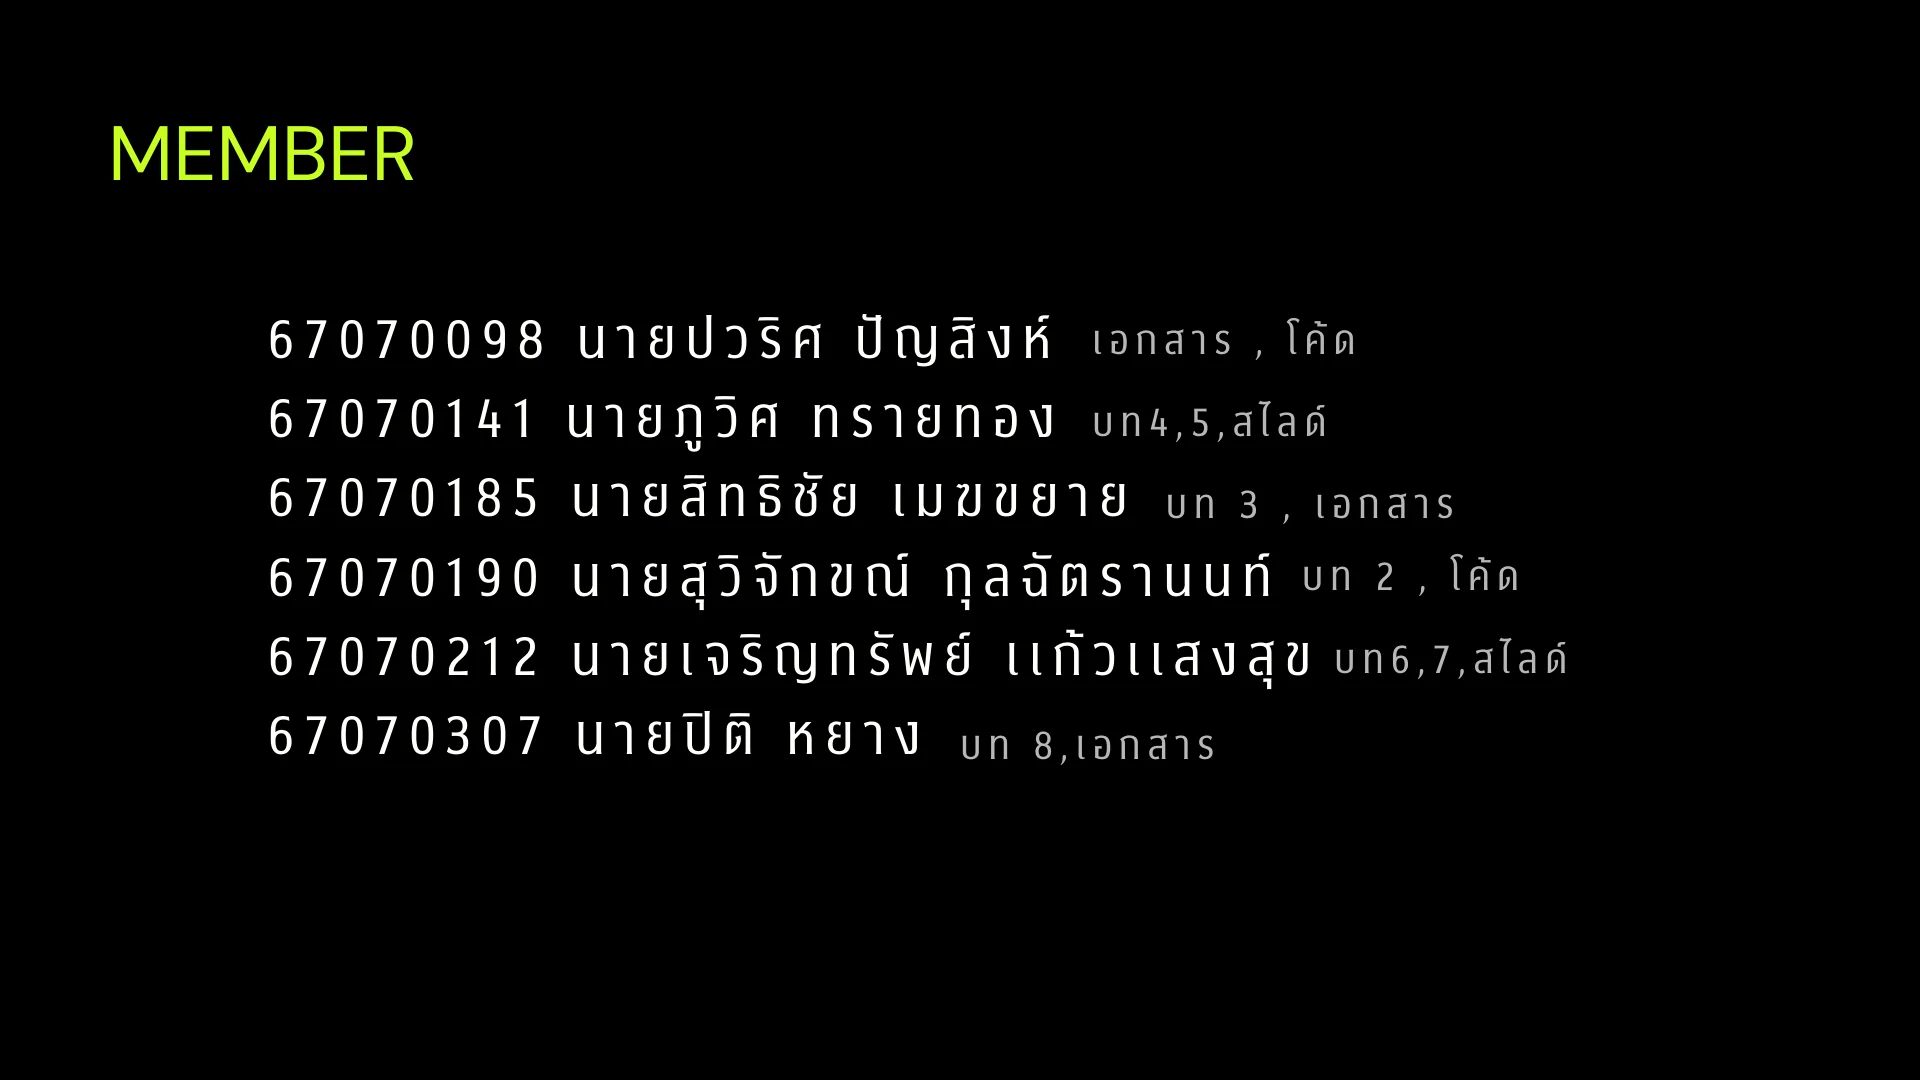 MEMBER
67070098 นายปวริศ ปัญสิงห์ เอกสาร , โค้ด
67070141 นายภูวิศ ทรายทอง บท4,5,สไลด์
67070185 นายสิทธิชัย เมฆขยาย บท 3 , เอกสาร
67070190 นายสุวิจักขณ์ กุลฉัตรานนท์ บท 2 , โค้ด
67070212 นายเจริญทรัพย์ แก้วแสงสุข บท6,7,สไลด์
67070307 นายปิติ หยาง บท 8,เอกสาร